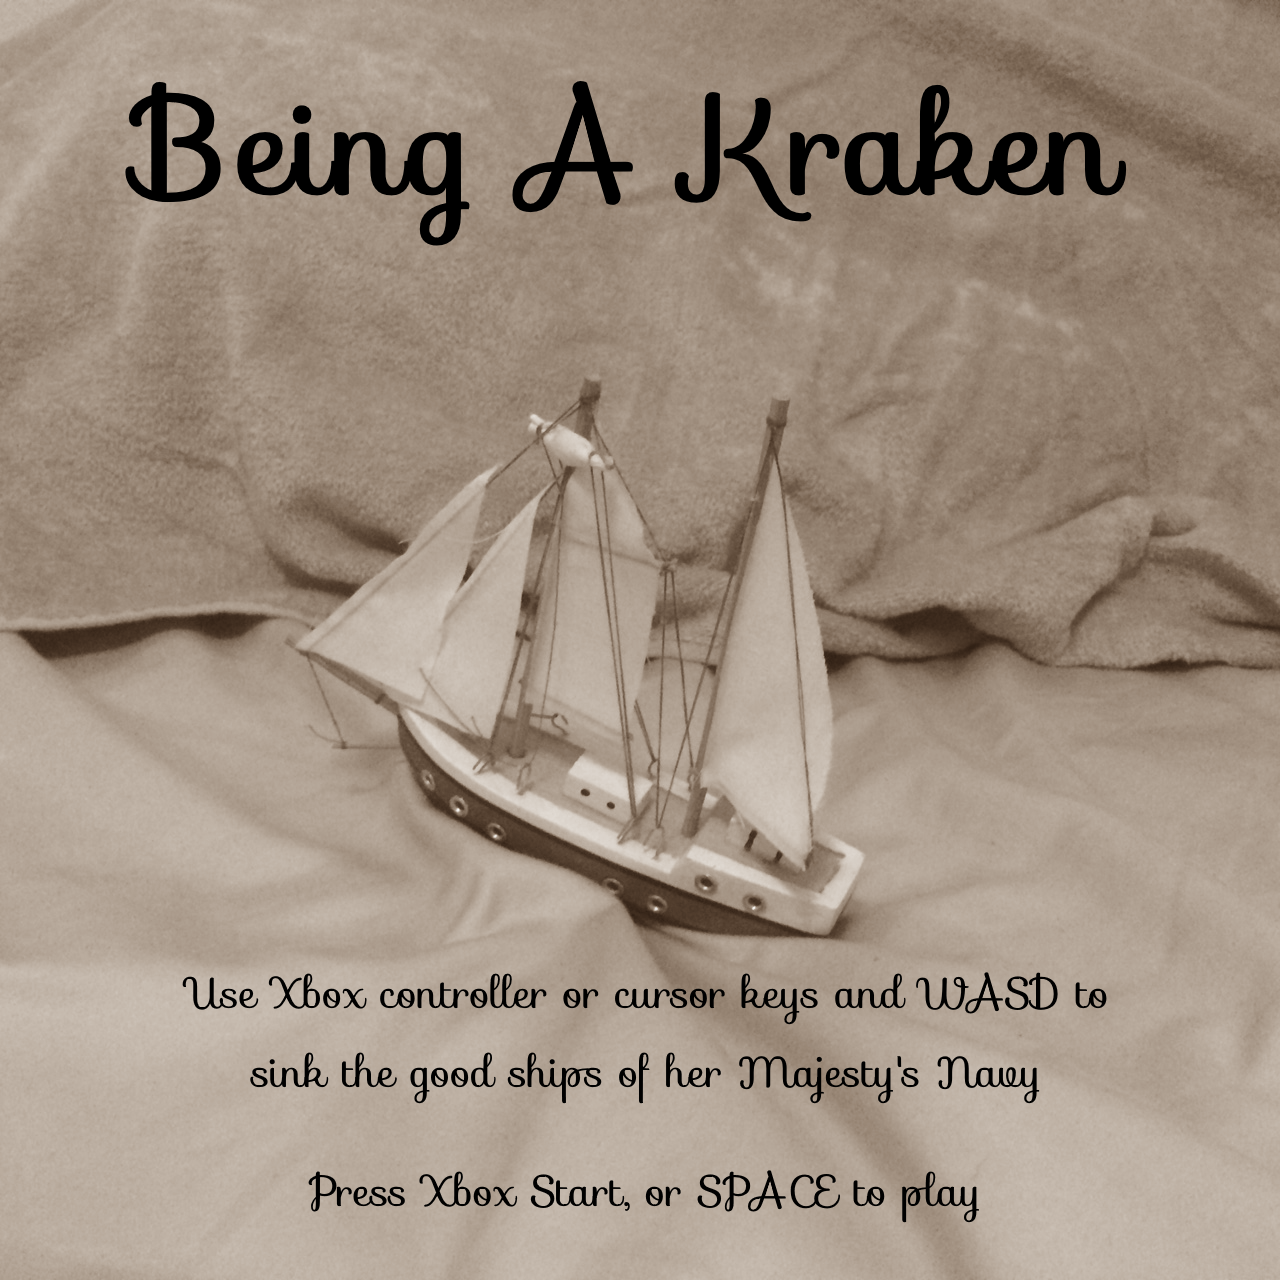 Being A Kraken
Use Xbox controller or cursor keys and WASD to
sink the good ships of her Majesty's Navy
Press Xbox Start, or SPACE to play